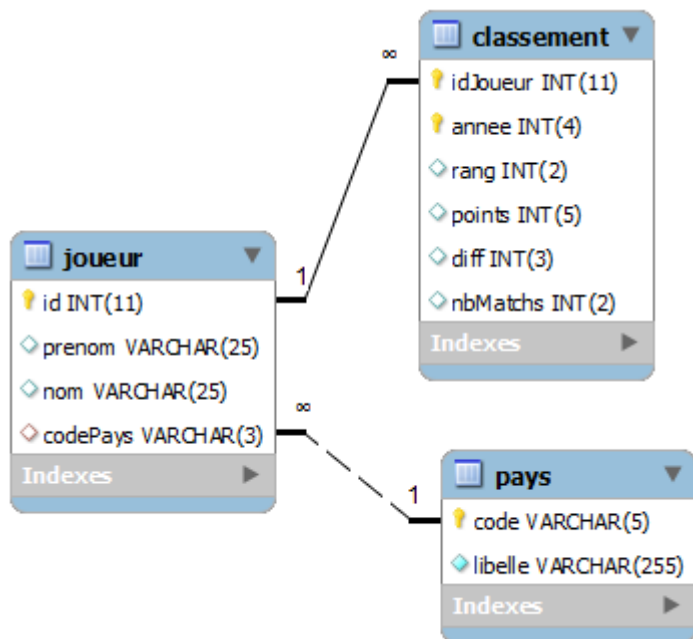 classement
∞
idJoueur INT(11)
annee INT(4)
rang INT(2)
points INT(5)
diff INT(3)
nbMatchs INT(2)
Indexes
joueur
1
id INT(11)
prenom VARCHAR(25)
nom VARCHAR(25)
∞
codePays VARCHAR(3)
Indexes
pays
1
code VARCHAR(5)
libelle VARCHAR(255)
Indexes